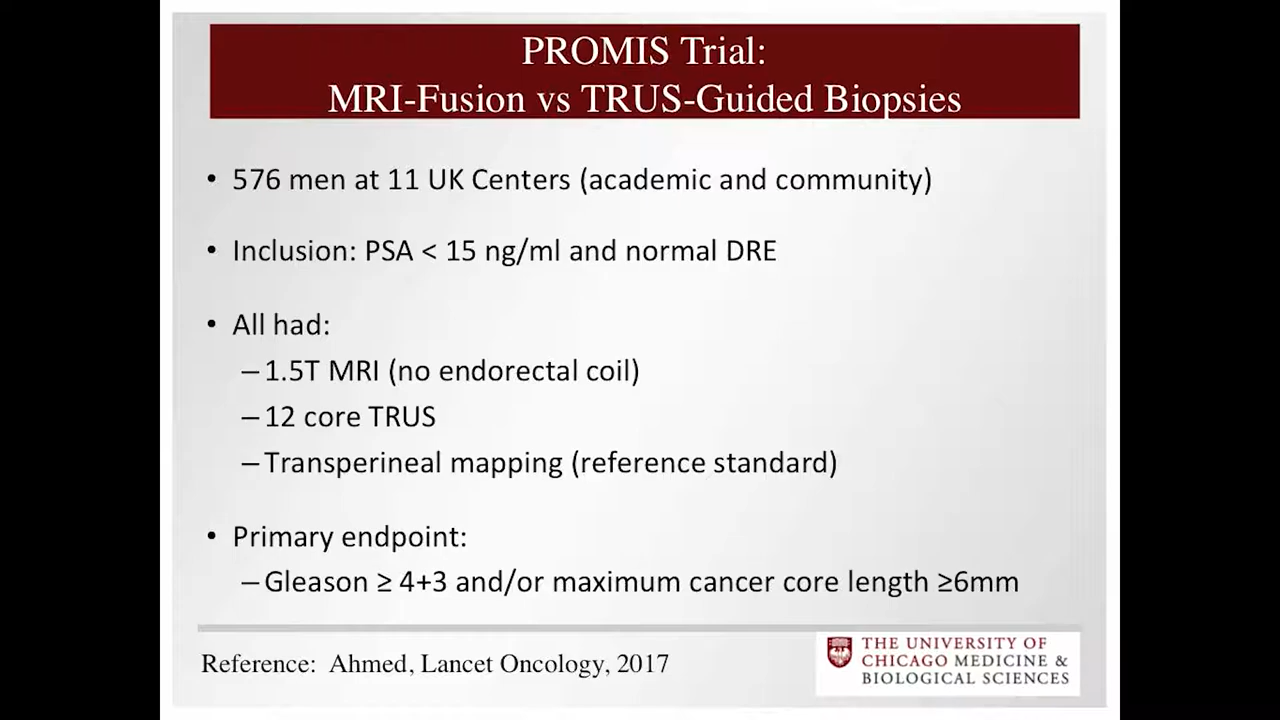 PROMIS Trial:
MRI-Fusion vs TRUS-Guided Biopsies
• 576 men at 11 UK Centers (academic and community)
• Inclusion: PSA < 15 ng/ml and normal DRE
• All had:
– 1.5T MRI (no endorectal coil)
– 12 core TRUS
– Transperineal mapping (reference standard)
• Primary endpoint:
– Gleason ≥ 4+3 and/or maximum cancer core length ≥6mm
Reference: Ahmed, Lancet Oncology, 2017
THE UNIVERSITY OF
CHICAGO MEDICINE &
BIOLOGICAL SCIENCES